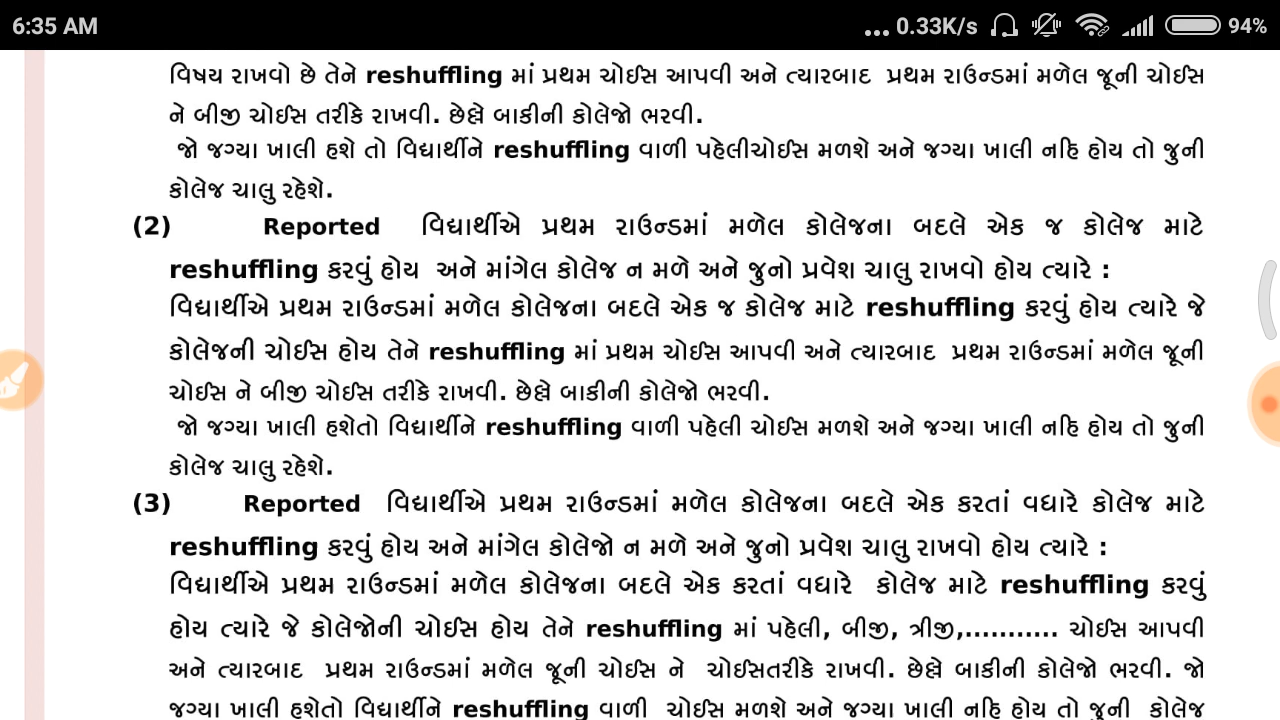 6:35 AM ... 0.33K/s 94%
વિષય રાખવો છે તેને reshuffling માં પ્રથમ ચોઈસ આપવી અને ત્યારબાદ પ્રથમ રાઉન્ડમાં મળેલ જૂની ચોઈસ
ને બીજી ચોઈસ તરીકે રાખવી. છેલ્લે બાકીની કોલેજો ભરવી.
જો જગ્યા ખાલી હશે તો વિદ્યાર્થીને reshuffling વાળી પહેલીચોઈસ મળશે અને જગ્યા ખાલી નહિ હોય તો જુની
કોલેજ ચાલુ રહેશે.
(2) Reported વિદ્યાર્થીએ પ્રથમ રાઉન્ડમાં મળેલ કોલેજના બદલે એક જ કોલેજ માટે
reshuffling કરવું હોય અને માંગેલ કોલેજ ન મળે અને જુનો પ્રવેશ ચાલુ રાખવો હોય ત્યારે :
વિદ્યાર્થીએ પ્રથમ રાઉન્ડમાં મળેલ કોલેજના બદલે એક જ કોલેજ માટે reshuffling કરવું હોય ત્યારે જે
કોલેજની ચોઈસ હોય તેને reshuffling માં પ્રથમ ચોઈસ આપવી અને ત્યારબાદ પ્રથમ રાઉન્ડમાં મળેલ જૂની
ચોઈસ ને બીજી ચોઈસ તરીકે રાખવી. છેલ્લે બાકીની કોલેજો ભરવી.
જો જગ્યા ખાલી હશેતો વિદ્યાર્થીને reshuffling વાળી પહેલી ચોઈસ મળશે અને જગ્યા ખાલી નહિ હોય તો જુની
કોલેજ ચાલુ રહેશે.
(3) Reported વિદ્યાર્થીએ પ્રથમ રાઉન્ડમાં મળેલ કોલેજના બદલે એક કરતાં વધારે કોલેજ માટે
reshuffling કરવું હોય અને માંગેલ કોલેજો ન મળે અને જુનો પ્રવેશ ચાલુ રાખવો હોય ત્યારે :
વિદ્યાર્થીએ પ્રથમ રાઉન્ડમાં મળેલ કોલેજના બદલે એક કરતાં વધારે કોલેજ માટે reshuffling કરવું
હોય ત્યારે જે કોલેજોની ચોઈસ હોય તેને reshuffling માં પહેલી, બીજી, ત્રીજી,........... ચોઈસ આપવી
અને ત્યારબાદ પ્રથમ રાઉન્ડમાં મળેલ જૂની ચોઈસ ને ચોઈસતરીકે રાખવી. છેલ્લે બાકીની કોલેજો ભરવી. જો
જગ્યા ખાલી હશેતો વિદ્યાર્થીને reshuffling વાળી ચોઈસ મળશે અને જગ્યા ખાલી નહિ હોય તો જુની કોલેજ